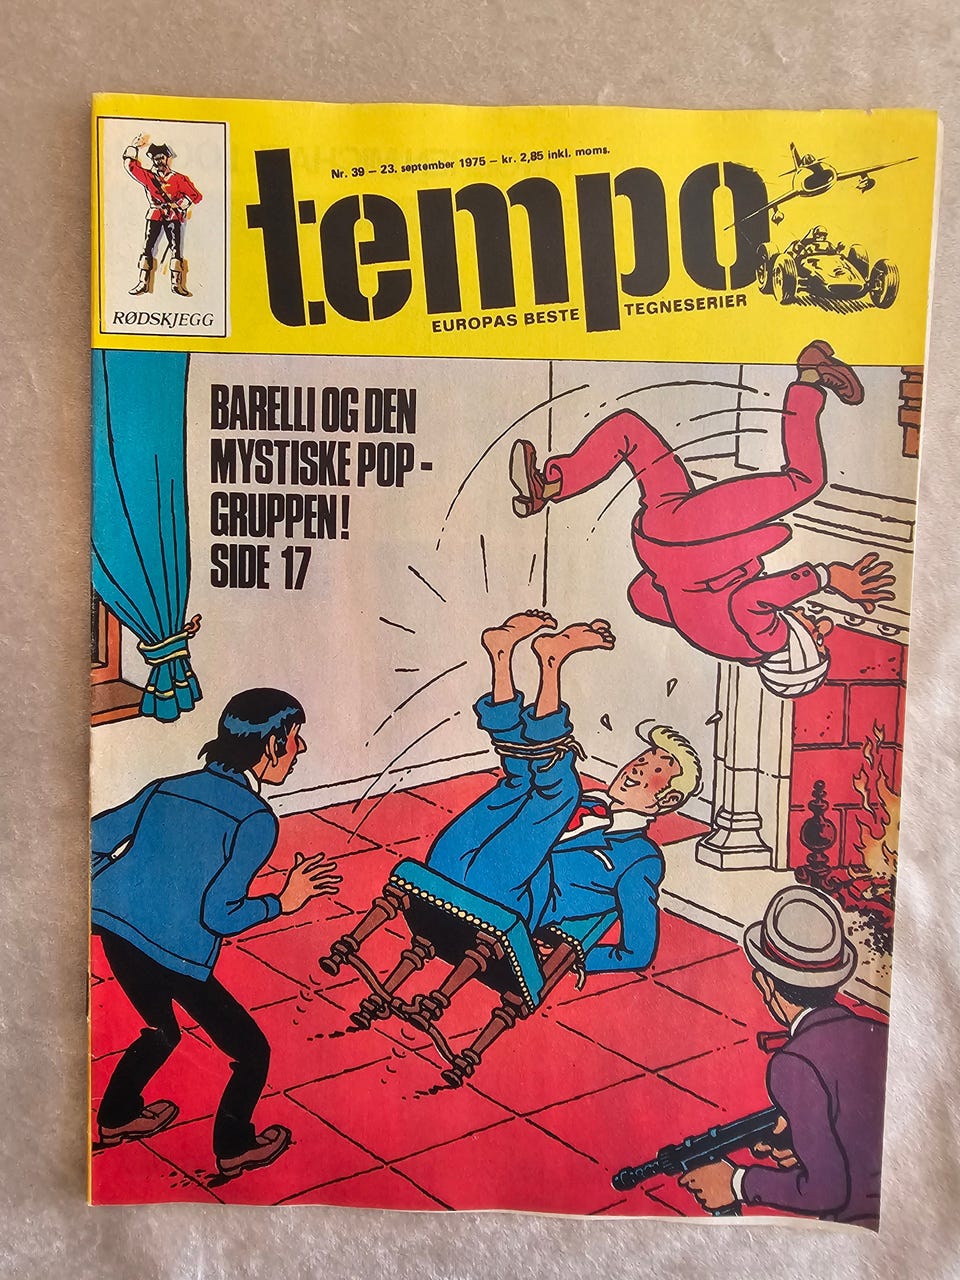 Nr. 39 – 23. september 1975 – kr. 2,85 inkl. moms.
tempo
EUROPAS BESTE TEGNESERIER
RØDSKJEGG
BARELLI OG DEN
MYSTISKE POP-
GRUPPEN!
SIDE 17